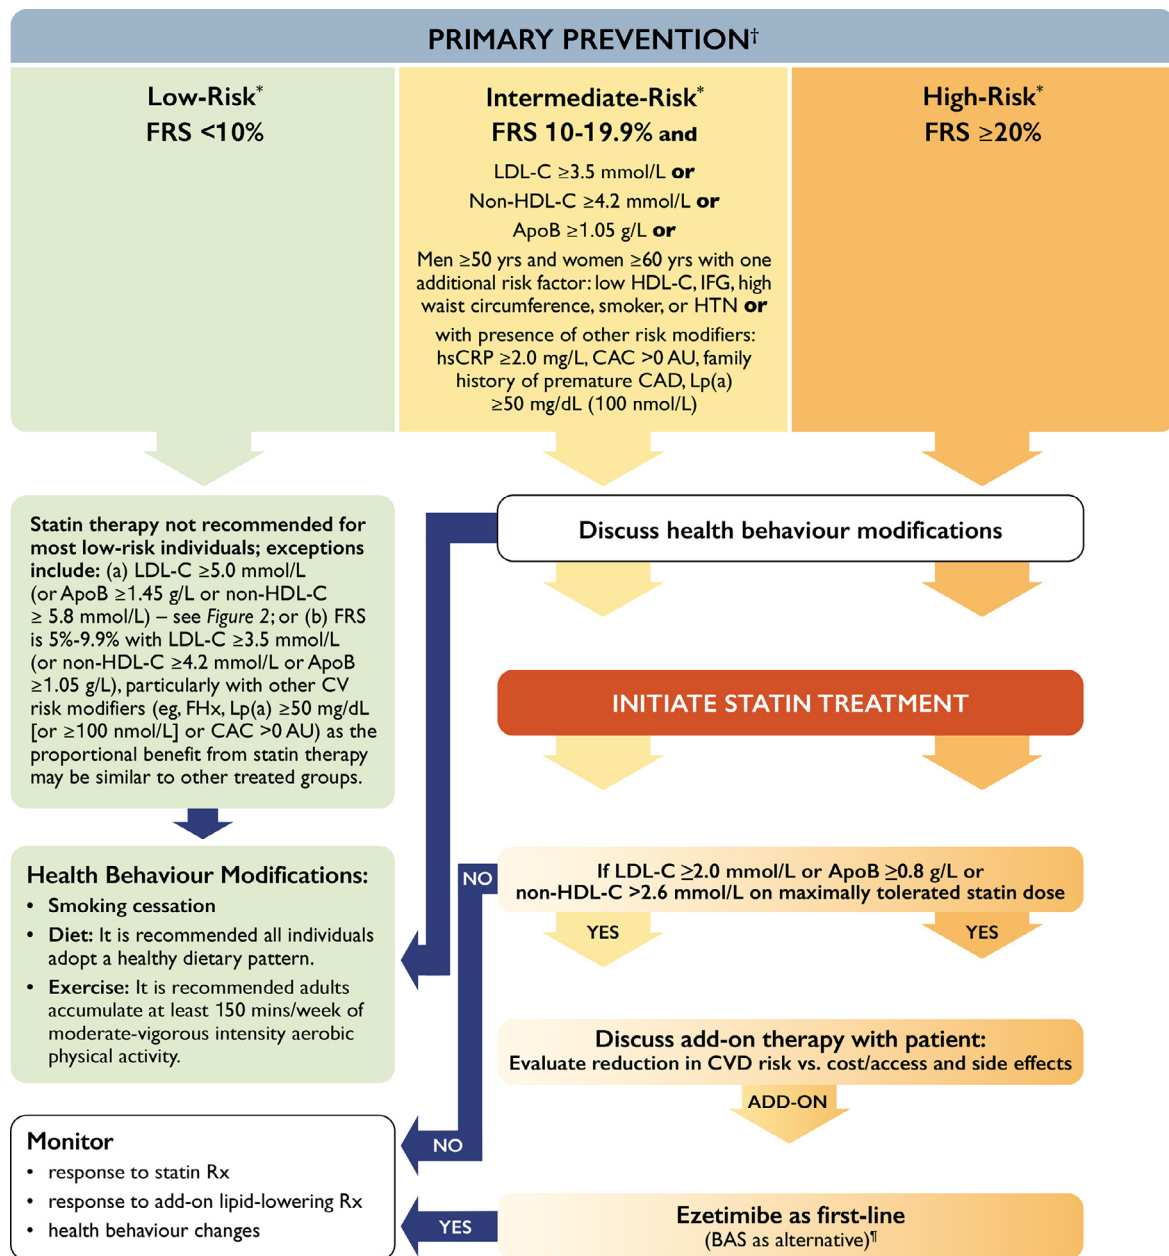 PRIMARY PREVENTION†
Low-Risk*
FRS <10%
Intermediate-Risk*
FRS 10-19.9% and
LDL-C ≥3.5 mmol/L or
Non-HDL-C ≥4.2 mmol/L or
ApoB ≥1.05 g/L or
Men ≥50 yrs and women ≥60 yrs with one
additional risk factor: low HDL-C, IFG, high
waist circumference, smoker, or HTN or
with presence of other risk modifiers:
hsCRP ≥2.0 mg/L, CAC >0 AU, family
history of premature CAD, Lp(a)
≥50 mg/dL (100 nmol/L)
High-Risk*
FRS ≥20%
Statin therapy not recommended for
most low-risk individuals; exceptions
include: (a) LDL-C ≥5.0 mmol/L
(or ApoB ≥1.45 g/L or non-HDL-C
≥ 5.8 mmol/L) – see Figure 2; or (b) FRS
is 5%-9.9% with LDL-C ≥3.5 mmol/L
(or non-HDL-C ≥4.2 mmol/L or ApoB
≥1.05 g/L), particularly with other CV
risk modifiers (eg, FHx, Lp(a) ≥50 mg/dL
[or ≥100 nmol/L] or CAC >0 AU) as the
proportional benefit from statin therapy
may be similar to other treated groups.
Discuss health behaviour modifications
INITIATE STATIN TREATMENT
Health Behaviour Modifications:
• Smoking cessation
• Diet: It is recommended all individuals
adopt a healthy dietary pattern.
• Exercise: It is recommended adults
accumulate at least 150 mins/week of
moderate-vigorous intensity aerobic
physical activity.
NO
If LDL-C ≥2.0 mmol/L or ApoB ≥0.8 g/L or
non-HDL-C >2.6 mmol/L on maximally tolerated statin dose
YES
YES
Discuss add-on therapy with patient:
Evaluate reduction in CVD risk vs. cost/access and side effects
ADD-ON
NO
Monitor
• response to statin Rx
• response to add-on lipid-lowering Rx
• health behaviour changes
YES
Ezetimibe as first-line
(BAS as alternative)¶